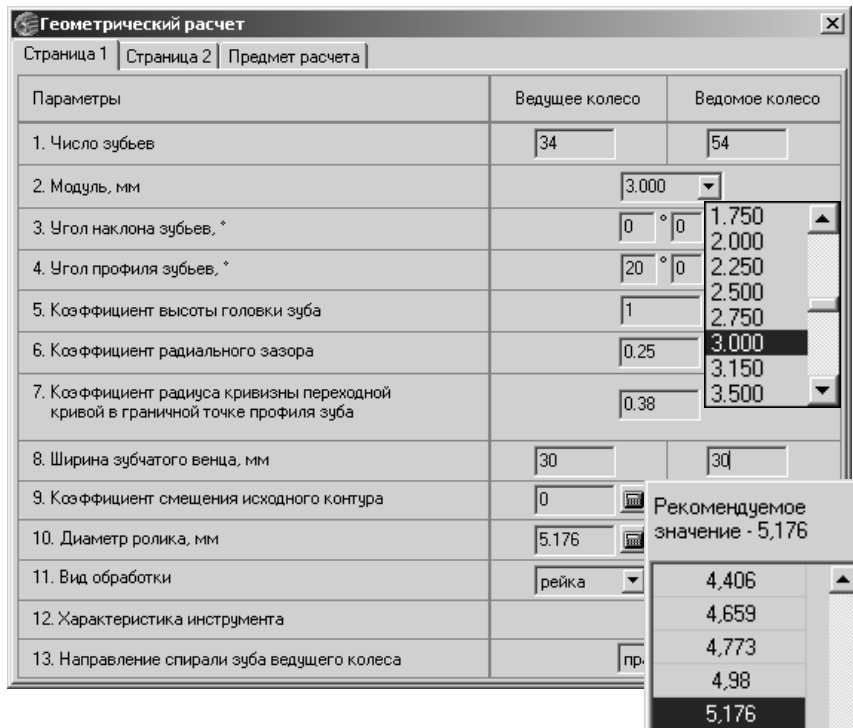 Геометрический расчет
Страница 1 Страница 2 Предмет расчета
Параметры Ведущее колесо Ведомое колесо
1. Число зубьев 34 54
2. Модуль, мм 3.000
3. Угол наклона зубьев, ° 0 ° 0
4. Угол профиля зубьев, ° 20 ° 0
5. Коэффициент высоты головки зуба 1
6. Коэффициент радиального зазора 0.25
7. Коэффициент радиуса кривизны переходной
кривой в граничной точке профиля зуба 0.38
8. Ширина зубчатого венца, мм 30 30
9. Коэффициент смещения исходного контура 0
10. Диаметр ролика, мм 5.176
11. Вид обработки рейка
12. Характеристика инструмента
13. Направление спирали зуба ведущего колеса
1.750
2.000
2.250
2.500
2.750
3.000
3.150
3.500
Рекомендуемое
значение - 5,176
4,406
4,659
4,773
4,98
5,176